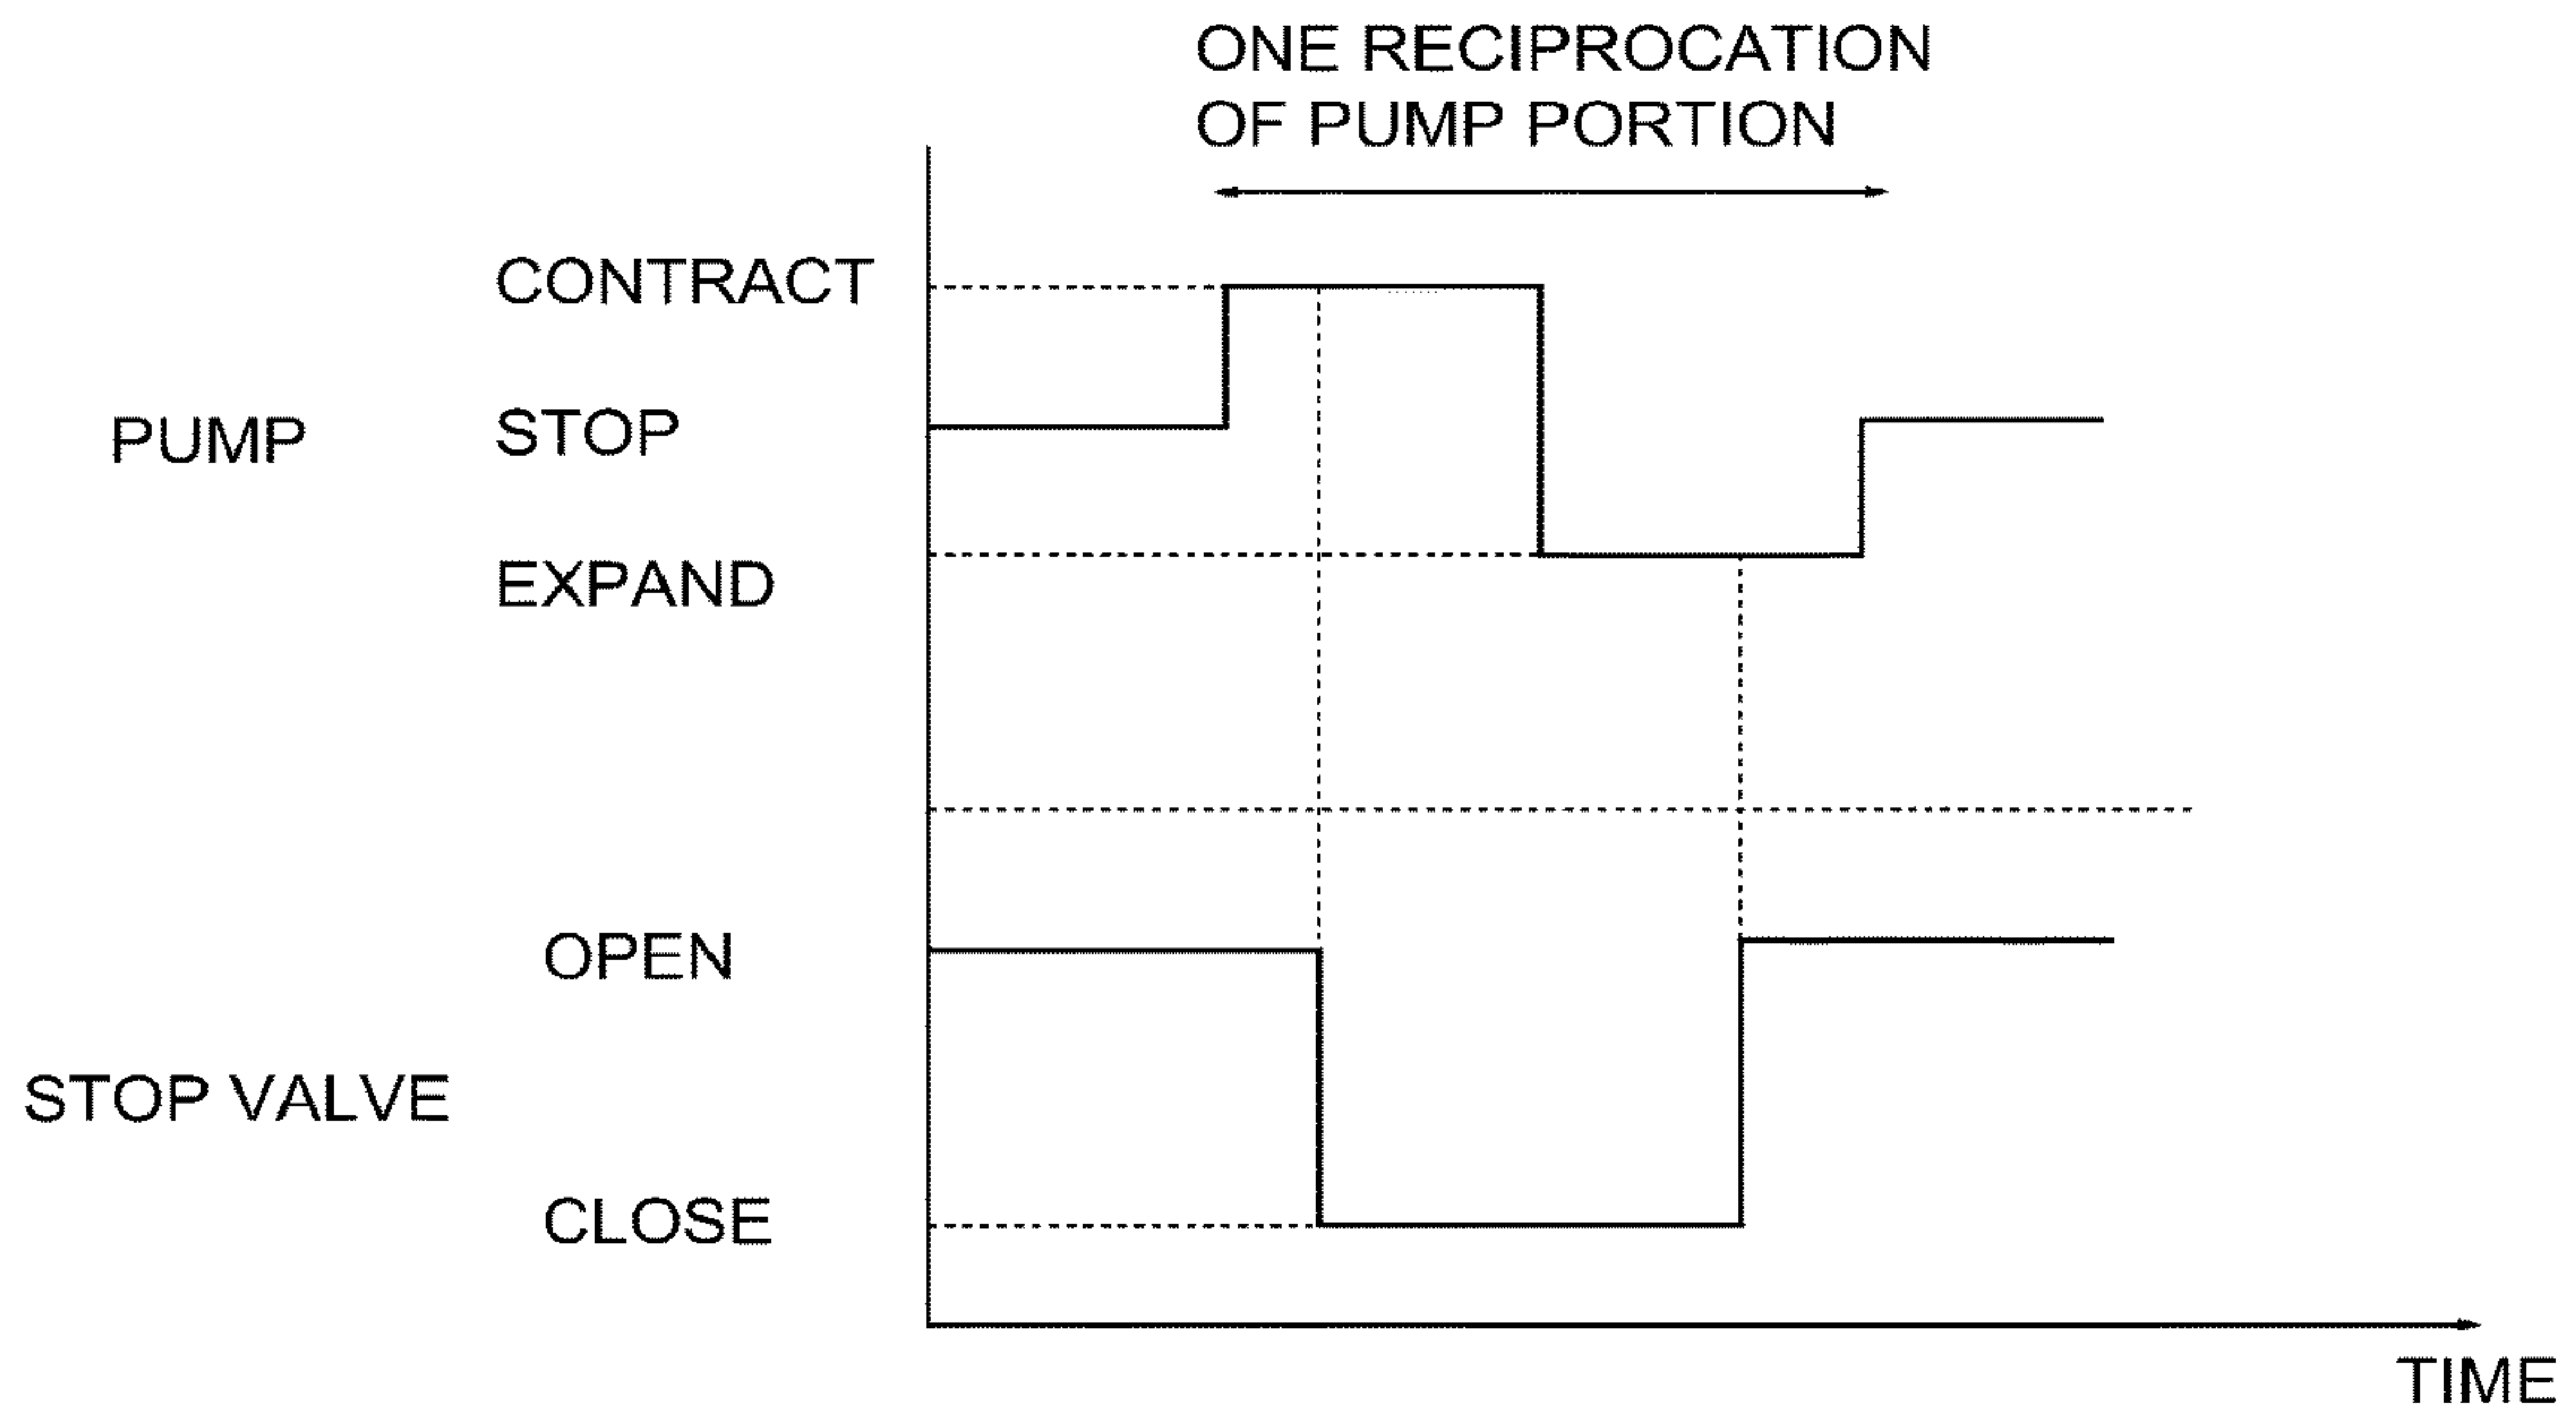 ONE RECIPROCATION
OF PUMP PORTION
CONTRACT
PUMP
STOP
EXPAND
OPEN
STOP VALVE
CLOSE
TIME